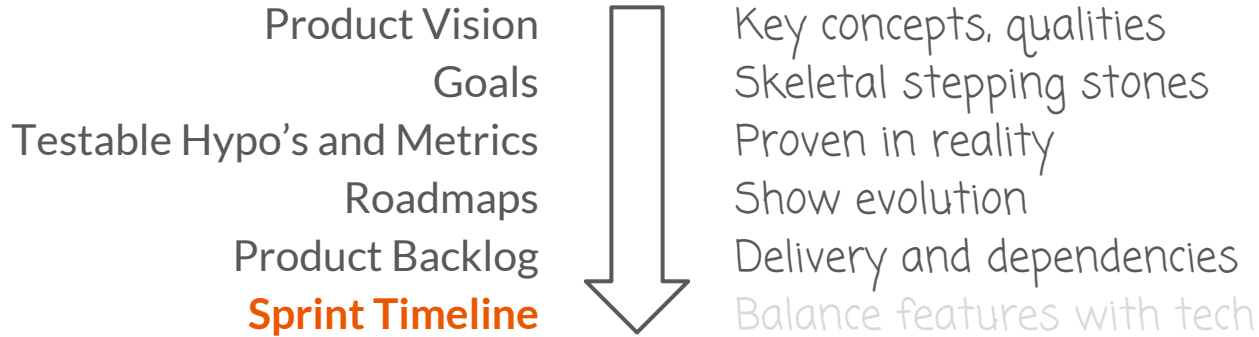 Product Vision Key concepts, qualities
Goals Skeletal stepping stones
Testable Hypo's and Metrics Proven in reality
Roadmaps Show evolution
Product Backlog Delivery and dependencies
Sprint Timeline Balance features with tech